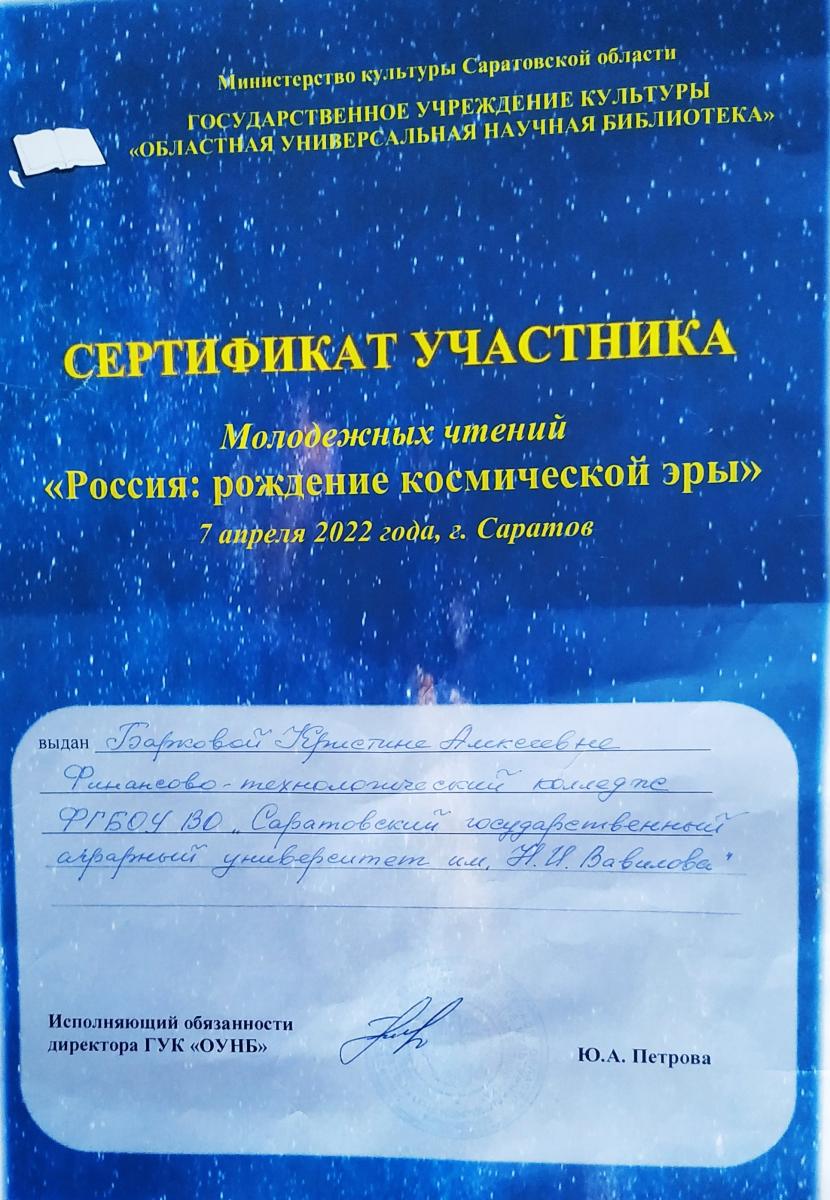 Министерство культуры Саратовской области
ГОСУДАРСТВЕННОЕ УЧРЕЖДЕНИЕ КУЛЬТУРЫ
«ОБЛАСТНАЯ УНИВЕРСАЛЬНАЯ НАУЧНАЯ БИБЛИОТЕКА»
СЕРТИФИКАТ УЧАСТНИКА
Молодежных чтений
«Россия: рождение космической эры»
7 апреля 2022 года, г. Саратов
выдан Барковой Кристине Алексеевне
Финансово-технологический колледж
ФГБОУ ВО „Саратовский государственный
аграрный университет им. Н.И. Вавилова"
Исполняющий обязанности
директора ГУК «ОУНБ»
Ю.А. Петрова